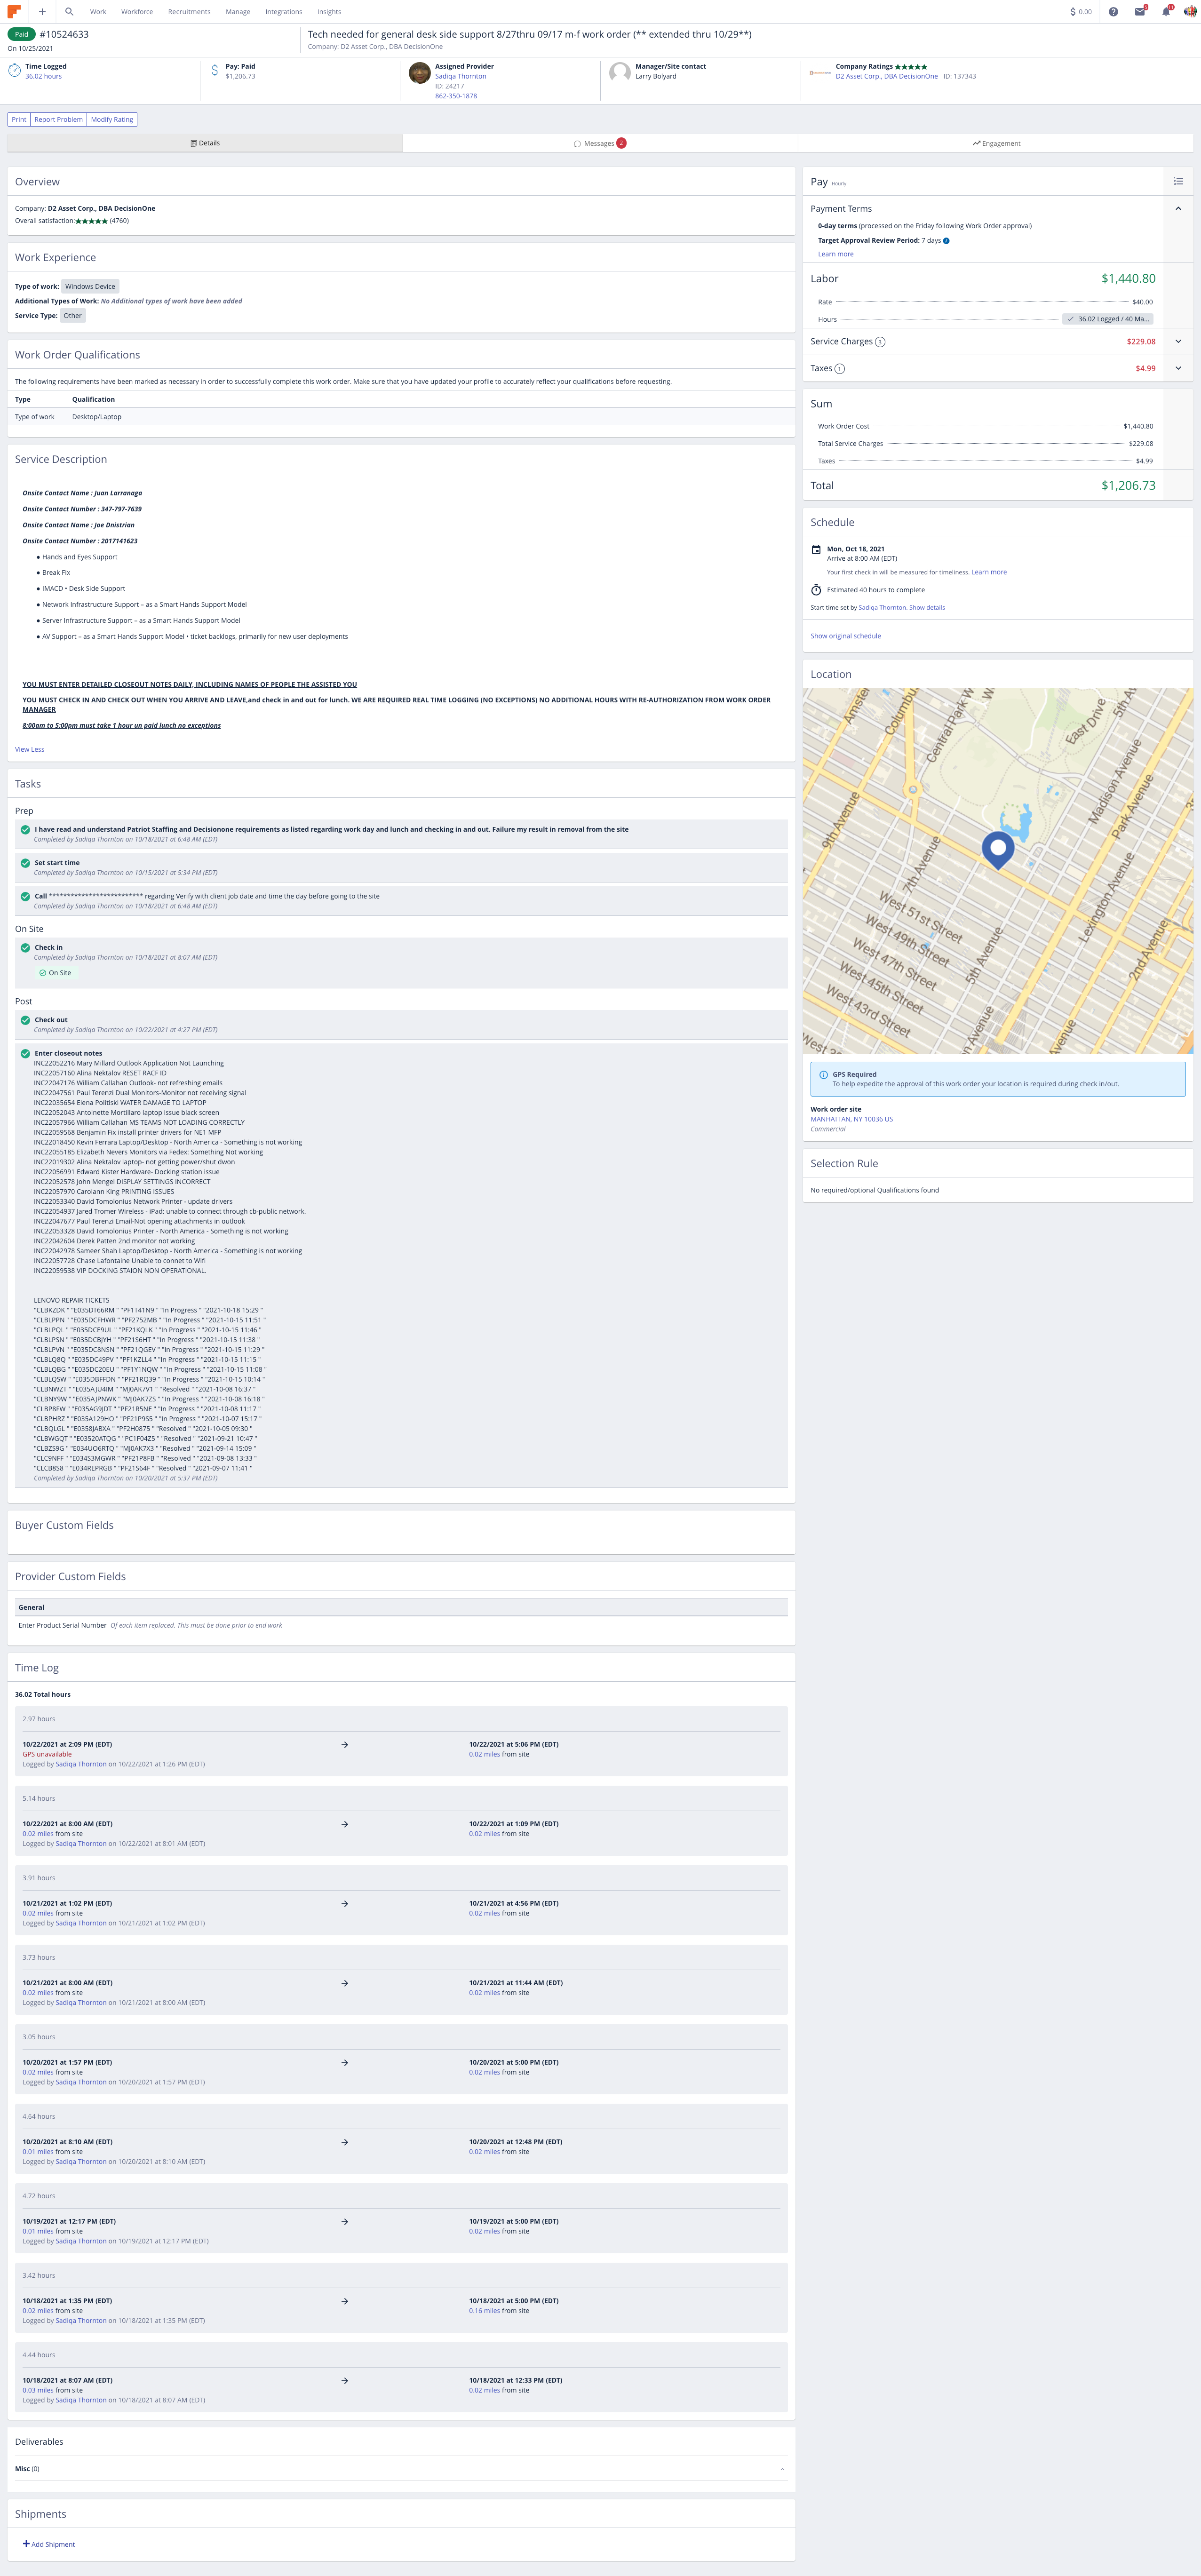 Work Workforce Recruitments Manage Integrations Insights
$ 0.00
Paid #10524633
On 10/25/2021
Tech needed for general desk side support 8/27thru 09/17 m-f work order (** extended thru 10/29**)
Company: D2 Asset Corp., DBA DecisionOne
Time Logged
36.02 hours
Pay: Paid
$1,206.73
Assigned Provider
Sadiqa Thornton
ID: 24217
862-350-1878
Manager/Site contact
Larry Bolyard
Company Ratings ★★★★★
D2 Asset Corp., DBA DecisionOne ID: 137343
Print Report Problem Modify Rating
Details
Messages 2
Engagement
Overview
Company: D2 Asset Corp., DBA DecisionOne
Overall satisfaction:★★★★★ (4760)
Work Experience
Type of work: Windows Device
Additional Types of Work: No Additional types of work have been added
Service Type: Other
Work Order Qualifications
The following requirements have been marked as necessary in order to successfully complete this work order. Make sure that you have updated your profile to accurately reflect your qualifications before requesting.
Type Qualification
Type of work Desktop/Laptop
Service Description
Onsite Contact Name : Juan Larranaga
Onsite Contact Number : 347-797-7639
Onsite Contact Name : Joe Dnistrian
Onsite Contact Number : 2017141623
● Hands and Eyes Support
● Break Fix
● IMACD • Desk Side Support
● Network Infrastructure Support – as a Smart Hands Support Model
● Server Infrastructure Support – as a Smart Hands Support Model
● AV Support – as a Smart Hands Support Model • ticket backlogs, primarily for new user deployments
YOU MUST ENTER DETAILED CLOSEOUT NOTES DAILY, INCLUDING NAMES OF PEOPLE THE ASSISTED YOU
YOU MUST CHECK IN AND CHECK OUT WHEN YOU ARRIVE AND LEAVE,and check in and out for lunch. WE ARE REQUIRED REAL TIME LOGGING (NO EXCEPTIONS) NO ADDITIONAL HOURS WITH RE-AUTHORIZATION FROM WORK ORDER
MANAGER
8:00am to 5:00pm must take 1 hour un paid lunch no exceptions
View Less
Tasks
Prep
I have read and understand Patriot Staffing and Decisionone requirements as listed regarding work day and lunch and checking in and out. Failure my result in removal from the site
Completed by Sadiqa Thornton on 10/18/2021 at 6:48 AM (EDT)
Set start time
Completed by Sadiqa Thornton on 10/15/2021 at 5:34 PM (EDT)
Call ************************** regarding Verify with client job date and time the day before going to the site
Completed by Sadiqa Thornton on 10/18/2021 at 6:48 AM (EDT)
On Site
Check in
Completed by Sadiqa Thornton on 10/18/2021 at 8:07 AM (EDT)
On Site
Post
Check out
Completed by Sadiqa Thornton on 10/22/2021 at 4:27 PM (EDT)
Enter closeout notes
INC22052216 Mary Millard Outlook Application Not Launching
INC22057160 Alina Nektalov RESET RACF ID
INC22047176 William Callahan Outlook- not refreshing emails
INC22047561 Paul Terenzi Dual Monitors-Monitor not receiving signal
INC22035654 Elena Politiski WATER DAMAGE TO LAPTOP
INC22052043 Antoinette Mortillaro laptop issue black screen
INC22057966 William Callahan MS TEAMS NOT LOADING CORRECTLY
INC22059568 Benjamin Fix install printer drivers for NE1 MFP
INC22018450 Kevin Ferrara Laptop/Desktop - North America - Something is not working
INC22055185 Elizabeth Nevers Monitors via Fedex: Something Not working
INC22019302 Alina Nektalov laptop- not getting power/shut dwon
INC22056991 Edward Kister Hardware- Docking station issue
INC22052578 John Mengel DISPLAY SETTINGS INCORRECT
INC22057970 Carolann King PRINTING ISSUES
INC22053340 David Tomolonius Network Printer - update drivers
INC22054937 Jared Tromer Wireless - iPad: unable to connect through cb-public network.
INC22047677 Paul Terenzi Email-Not opening attachments in outlook
INC22053328 David Tomolonius Printer - North America - Something is not working
INC22042604 Derek Patten 2nd monitor not working
INC22042978 Sameer Shah Laptop/Desktop - North America - Something is not working
INC22057728 Chase Lafontaine Unable to connet to Wifi
INC22059538 VIP DOCKING STAION NON OPERATIONAL.
LENOVO REPAIR TICKETS
"CLBKZDK " "E035DT66RM " "PF1T41N9 " "In Progress " "2021-10-18 15:29 "
"CLBLPPN " "E035DCFHWR " "PF2752MB " "In Progress " "2021-10-15 11:51 "
"CLBLPQL " "E035DCE9UL " "PF21KQLK " "In Progress " "2021-10-15 11:46 "
"CLBLPSN " "E035DCBJYH " "PF2156HT " "In Progress " "2021-10-15 11:38 "
"CLBLPVN " "E035DC8NSN " "PF21QGEV " "In Progress " "2021-10-15 11:29 "
"CLBLQ8Q " "E035DC49PV " "PF1KZLL4 " "In Progress " "2021-10-15 11:15 "
"CLBLQBG " "E035DC20EU " "PF1Y1NQW " "In Progress " "2021-10-15 11:08 "
"CLBLQSW " "E035DBFFDN " "PF21RQ39 " "In Progress " "2021-10-15 10:14 "
"CLBNWZT " "E035AJU4IM " "MJ0AK7V1 " "Resolved " "2021-10-08 16:37 "
"CLBNY9W " "E035AJPNWK " "MJ0AK7ZS " "In Progress " "2021-10-08 16:18 "
"CLBP8FW " "E035AG9JDT " "PF21R5NE " "In Progress " "2021-10-08 11:17 "
"CLBPHRZ " "E035A129HO " "PF21P9S5 " "In Progress " "2021-10-07 15:17 "
"CLBQLGL " "E0358JABXA " "PF2H0875 " "Resolved " "2021-10-05 09:30 "
"CLBWGQT " "E03520ATQG " "PC1F04Z5 " "Resolved " "2021-09-21 10:47 "
"CLBZS9G " "E034UO6RTQ " "MJ0AK7X3 " "Resolved " "2021-09-14 15:09 "
"CLC9NFF " "E034S3MGWR " "PF21P8FB " "Resolved " "2021-09-08 13:33 "
"CLCB8S8 " "E034REPRGB " "PF21564F " "Resolved " "2021-09-07 11:41 "
Completed by Sadiqa Thornton on 10/20/2021 at 5:37 PM (EDT)
Buyer Custom Fields
Provider Custom Fields
General
Enter Product Serial Number Of each item replaced. This must be done prior to end work
Time Log
36.02 Total hours
2.97 hours
10/22/2021 at 2:09 PM (EDT) → 10/22/2021 at 5:06 PM (EDT)
GPS unavailable 0.02 miles from site
Logged by Sadiqa Thornton on 10/22/2021 at 1:26 PM (EDT)
5.14 hours
10/22/2021 at 8:00 AM (EDT) → 10/22/2021 at 1:09 PM (EDT)
0.02 miles from site 0.02 miles from site
Logged by Sadiqa Thornton on 10/22/2021 at 8:01 AM (EDT)
3.91 hours
10/21/2021 at 1:02 PM (EDT) → 10/21/2021 at 4:56 PM (EDT)
0.02 miles from site 0.02 miles from site
Logged by Sadiqa Thornton on 10/21/2021 at 1:02 PM (EDT)
3.73 hours
10/21/2021 at 8:00 AM (EDT) → 10/21/2021 at 11:44 AM (EDT)
0.02 miles from site 0.02 miles from site
Logged by Sadiqa Thornton on 10/21/2021 at 8:00 AM (EDT)
3.05 hours
10/20/2021 at 1:57 PM (EDT) → 10/20/2021 at 5:00 PM (EDT)
0.02 miles from site 0.02 miles from site
Logged by Sadiqa Thornton on 10/20/2021 at 1:57 PM (EDT)
4.64 hours
10/20/2021 at 8:10 AM (EDT) → 10/20/2021 at 12:48 PM (EDT)
0.01 miles from site 0.02 miles from site
Logged by Sadiqa Thornton on 10/20/2021 at 8:10 AM (EDT)
4.72 hours
10/19/2021 at 12:17 PM (EDT) → 10/19/2021 at 5:00 PM (EDT)
0.01 miles from site 0.02 miles from site
Logged by Sadiqa Thornton on 10/19/2021 at 12:17 PM (EDT)
3.42 hours
10/18/2021 at 1:35 PM (EDT) → 10/18/2021 at 5:00 PM (EDT)
0.02 miles from site 0.16 miles from site
Logged by Sadiqa Thornton on 10/18/2021 at 1:35 PM (EDT)
4.44 hours
10/18/2021 at 8:07 AM (EDT) → 10/18/2021 at 12:33 PM (EDT)
0.03 miles from site 0.02 miles from site
Logged by Sadiqa Thornton on 10/18/2021 at 8:07 AM (EDT)
Deliverables
Misc (0)
Shipments
+ Add Shipment
Pay Hourly
Payment Terms
0-day terms (processed on the Friday following Work Order approval)
Target Approval Review Period: 7 days
Learn more
Labor $1,440.80
Rate $40.00
Hours 36.02 Logged / 40 Ma...
Service Charges 3 $229.08
Taxes 1 $4.99
Sum
Work Order Cost $1,440.80
Total Service Charges $229.08
Taxes $4.99
Total $1,206.73
Schedule
Mon, Oct 18, 2021
Arrive at 8:00 AM (EDT)
Your first check in will be measured for timeliness. Learn more
Estimated 40 hours to complete
Start time set by Sadiqa Thornton. Show details
Show original schedule
Location
Columbu
Central Park
East Drive
5th A
Madison Avenue
Park Avenue
9th Avenue
7th Avenue
Lexington Avenue
West 51st Street
West 49th Street
West 47th Street
West 45th Street
West 43rd Street
5th Avenue
2nd Avenue
GPS Required
To help expedite the approval of this work order your location is required during check in/out.
Work order site
MANHATTAN, NY 10036 US
Commercial
Selection Rule
No required/optional Qualifications found